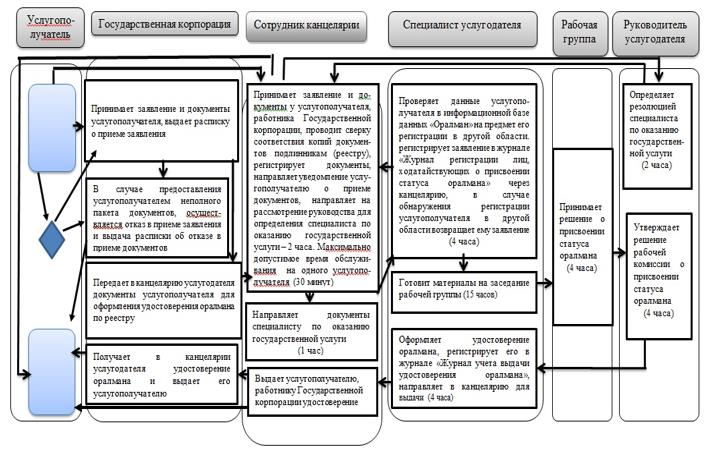 Услугопо-
лучатель
Государственная корпорация
Сотрудник канцелярии
Специалист услугодателя
Рабочая
группа
Руководитель
услугодателя
Принимает заявление и документы
услугополучателя, выдает расписку
о приеме заявления
В случае предоставления
услугополучателем неполного
пакета документов, осущест-
вляется отказ в приеме заявления
и выдача расписки об отказе в
приеме документов
Передает в канцелярию услугодателя
документы услугополучателя для
оформления удостоверения оралмана
по реестру
Получает в канцелярии
услугодателя удостоверение
оралмана и выдает его
услугополучателю
Принимает заявление и до-
кументы у услугополучателя,
работника Государственной
корпорации, проводит сверку
соответствия копий докумен-
тов подлинникам (реестру),
регистрирует документы,
направляет уведомление услу-
гополучателю о приеме
документов, направляет на
рассмотрение руководства для
определения специалиста по
оказанию государственной
услуги – 2 часа. Максимально
допустимое время обслужи-
вания на одного услугопо-
лучателя (30 минут)
Направляет документы
специалисту по оказанию
государственной услуги
(1 час)
Выдает услугополучателю,
работнику Государственной
корпорации удостоверение
Проверяет данные услугопо-
лучателя в информационной базе
данных «Оралман» на предмет его
регистрации в другой области.
регистрирует заявление в журнале
«Журнал регистрации лиц,
ходатайствующих о присвоении
статуса оралмана» через
канцелярию, в случае
обнаружения регистрации
услугополучателя в другой
области возвращает ему заявление
(4 часа)
Готовит материалы на заседание
рабочей группы (15 часов)
Оформляет удостоверение
оралмана, регистрирует его в
журнале «Журнал учета выдачи
удостоверения оралмана»,
направляет в канцелярию для
выдачи (4 часа)
Принимает
решение о
присвоении
статуса
оралмана
(4 часа)
Определяет
резолюцией
специалиста
по оказанию
государствен-
ной услуги
(2 часа)
Утверждает
решение
рабочей
комиссии о
присвоении
статуса
оралмана
(4 часа)